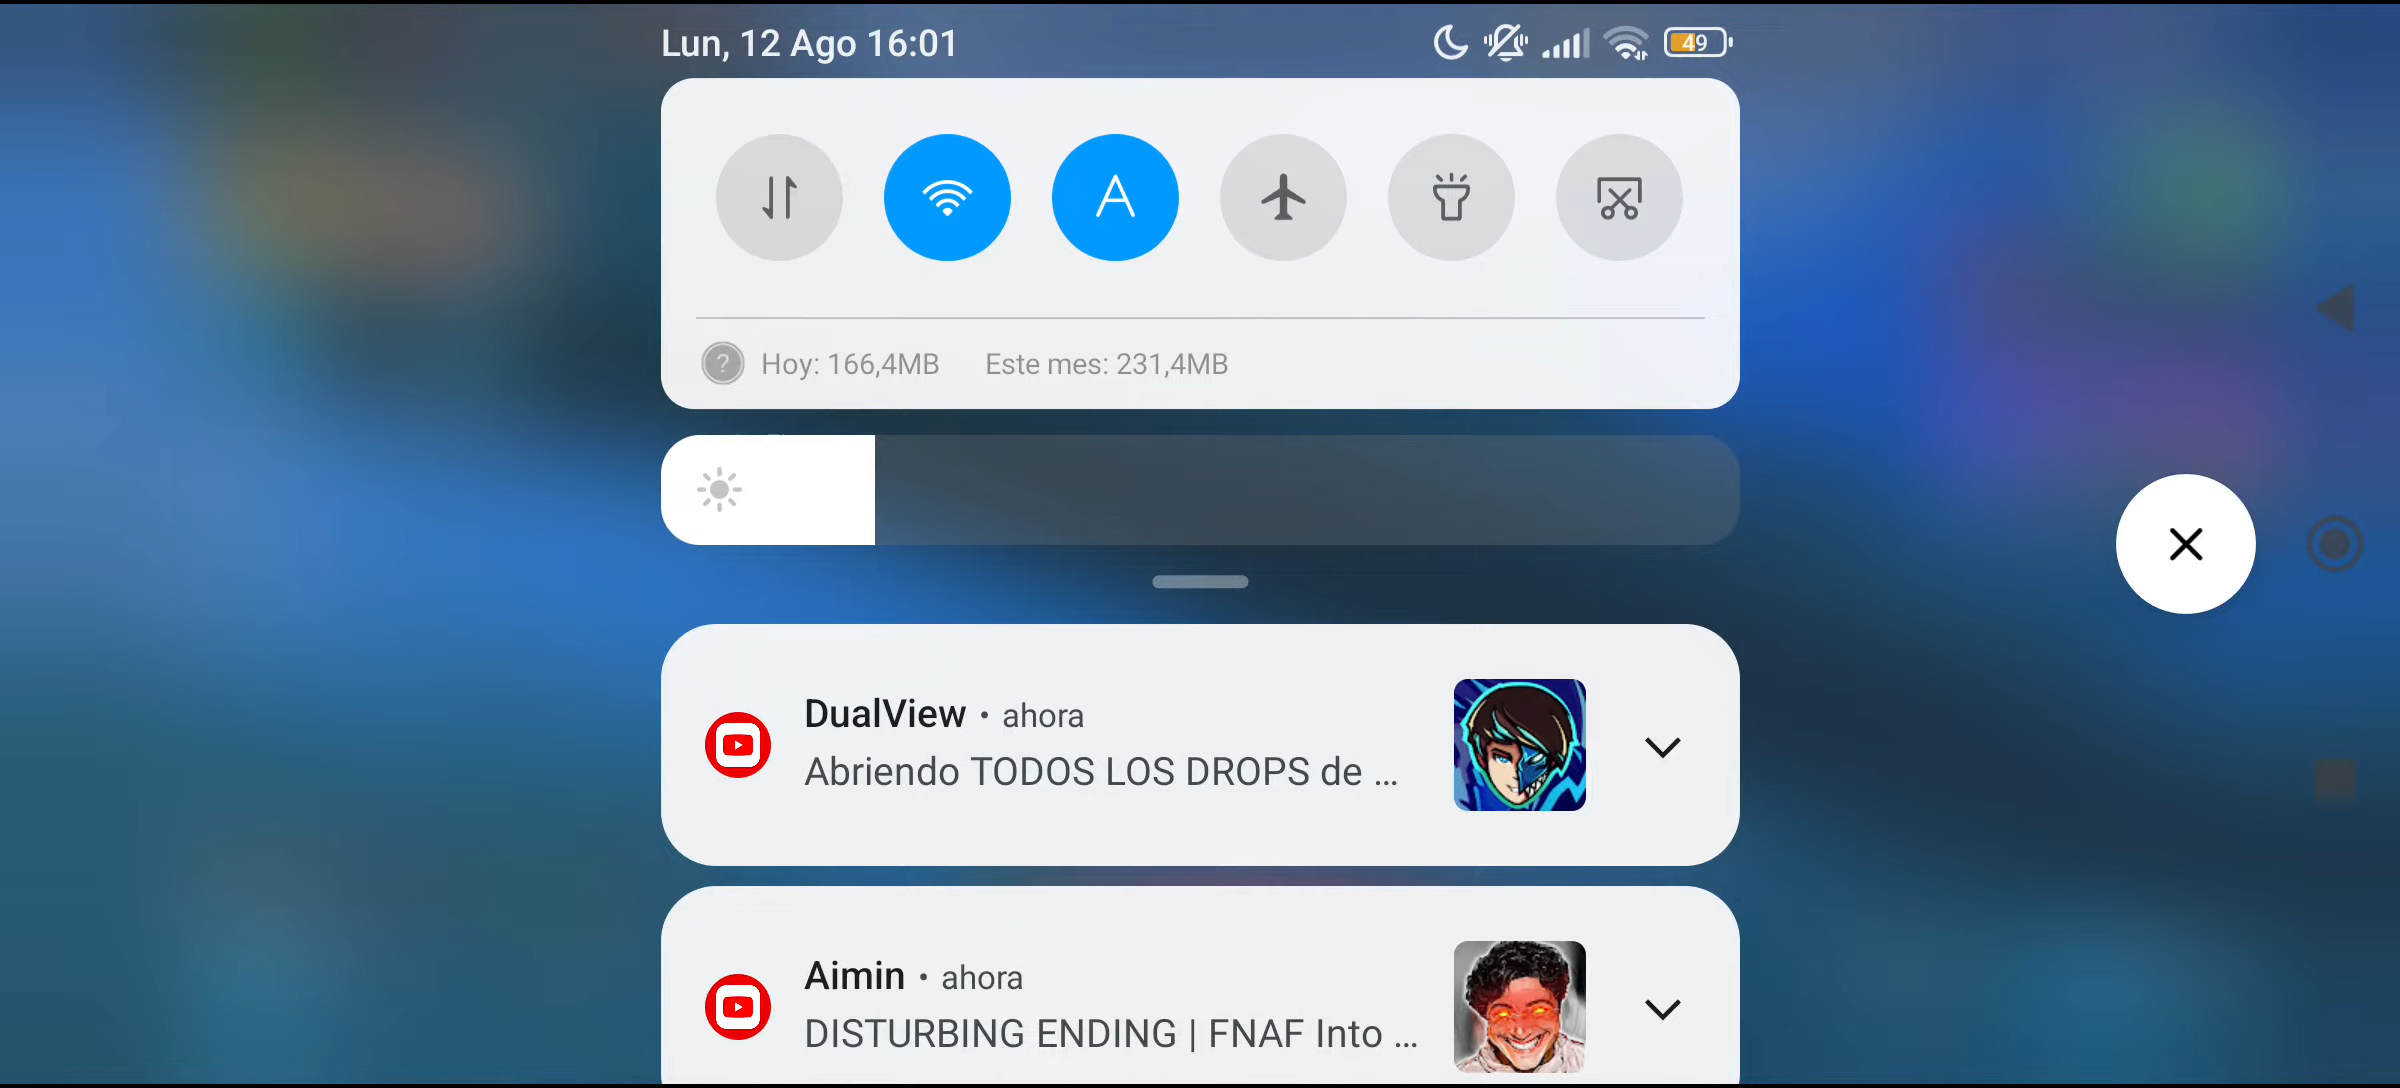 Lun, 12 Ago 16:01
49
A
? Hoy: 166,4MB Este mes: 231,4MB
DualView • ahora
Abriendo TODOS LOS DROPS de ...
Aimin • ahora
DISTURBING ENDING | FNAF Into ...